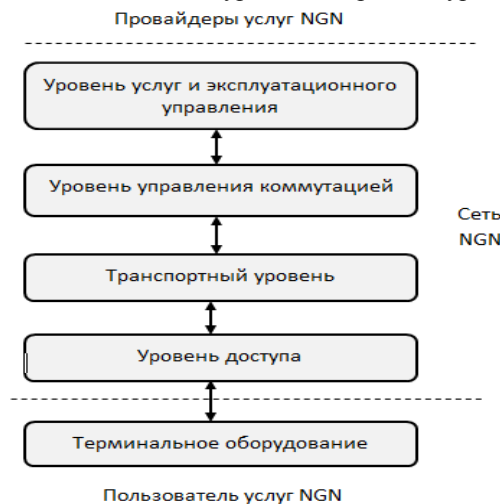 Провайдеры услуг NGN
Уровень услуг и эксплуатационного
управления
Уровень управления коммутацией
Сеть
NGN
Транспортный уровень
Уровень доступа
Терминальное оборудование
Пользователь услуг NGN